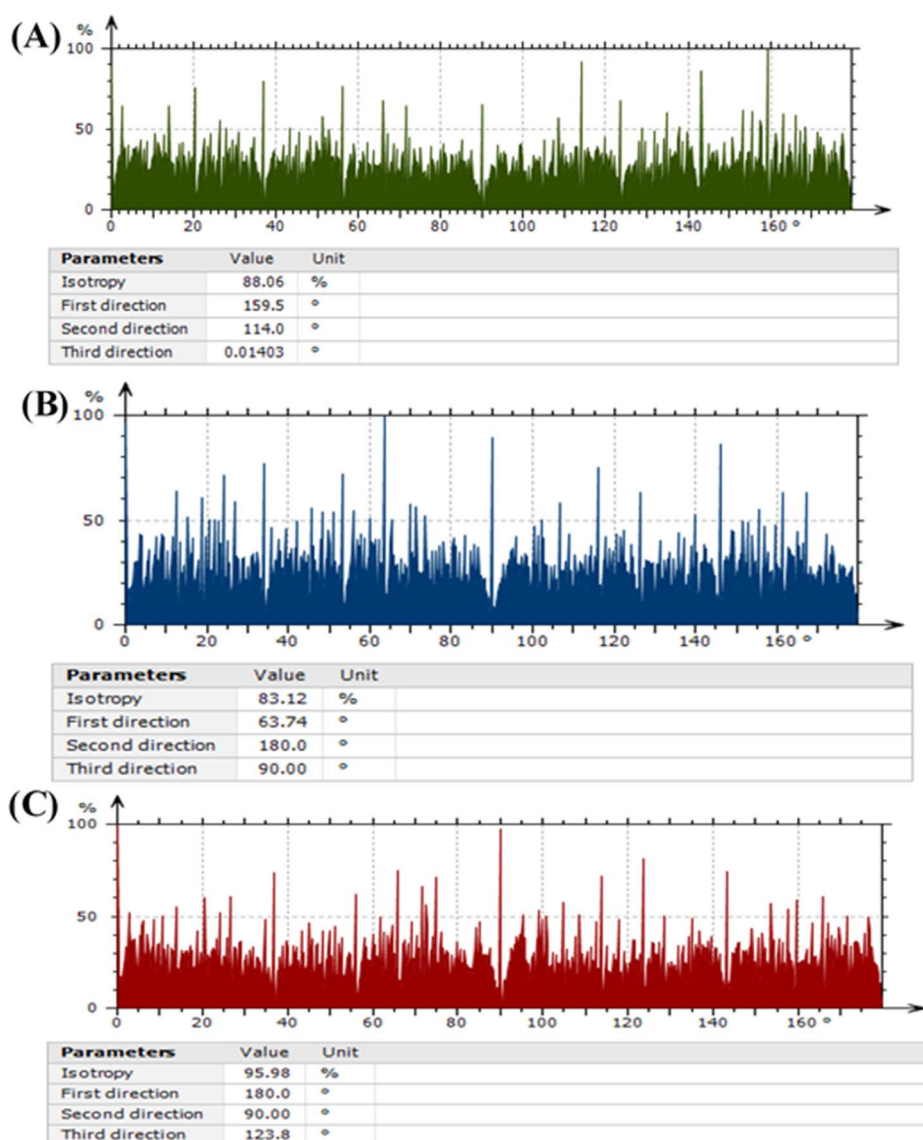 (A)
%
100
50
0
0 20 40 60 80 100 120 140 160 °
Parameters Value Unit
Isotropy 88.06 %
First direction 159.5 °
Second direction 114.0 °
Third direction 0.01403 °
(B)
%
100
50
0
0 20 40 60 80 100 120 140 160 °
Parameters Value Unit
Isotropy 83.12 %
First direction 63.74 °
Second direction 180.0 °
Third direction 90.00 °
(C)
%
100
50
0
0 20 40 60 80 100 120 140 160 °
Parameters Value Unit
Isotropy 95.98 %
First direction 180.0 °
Second direction 90.00 °
Third direction 123.8 °